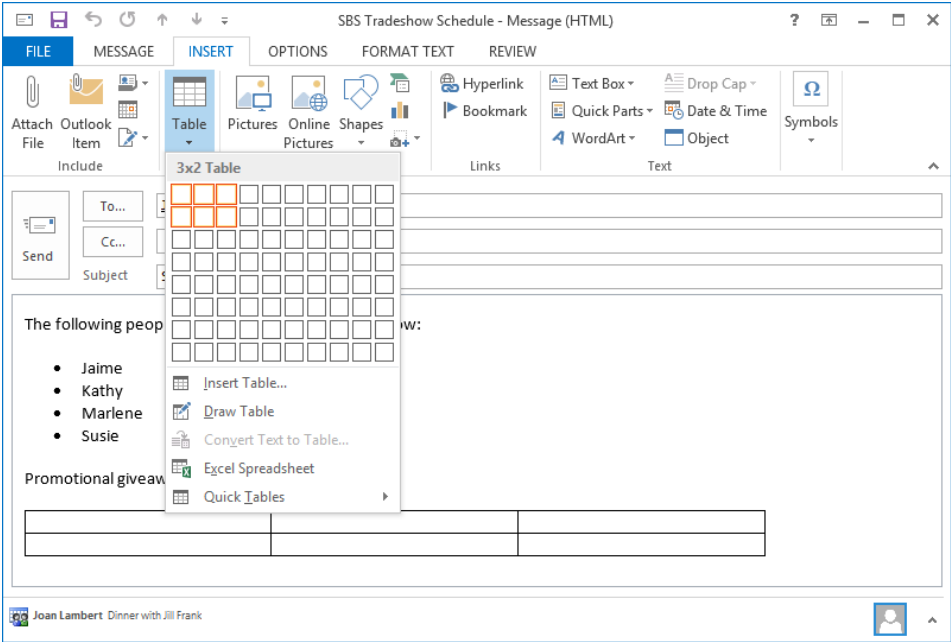 SBS Tradeshow Schedule - Message (HTML)
FILE MESSAGE INSERT OPTIONS FORMAT TEXT REVIEW
Attach File
Outlook Item
Table
Pictures
Online Pictures
Shapes
Hyperlink
Bookmark
Text Box
Quick Parts
WordArt
Drop Cap
Date & Time
Object
Symbols
Include
Links
Text
3x2 Table
To...
Cc...
Send
Subject
The following peop
ow:
Jaime
Kathy
Marlene
Susie
Promotional giveaw
Insert Table...
Draw Table
Convert Text to Table...
Excel Spreadsheet
Quick Tables
Joan Lambert Dinner with Jill Frank